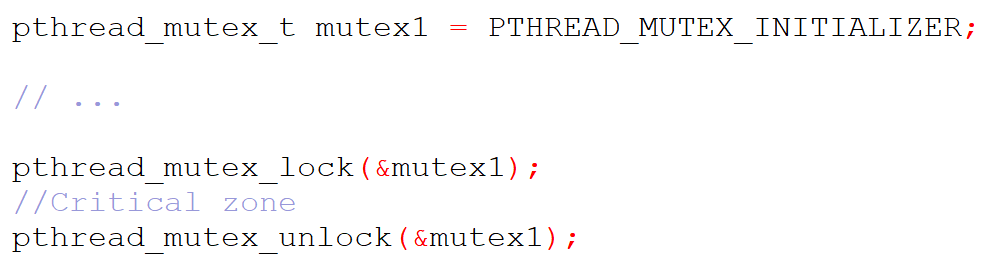 pthread_mutex_t mutex1 = PTHREAD_MUTEX_INITIALIZER;
// ...
pthread_mutex_lock(&mutex1);
//Critical zone
pthread_mutex_unlock(&mutex1);